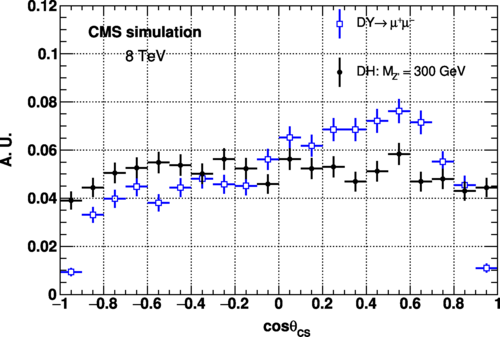 0.12
CMS simulation
DY→ μ⁺μ⁻
8 TeV
0.1
DH: M_Z' = 300 GeV
0.08
A. U.
0.06
0.04
0.02
0
−1 −0.8 −0.6 −0.4 −0.2 0 0.2 0.4 0.6 0.8 1
cosθ_CS